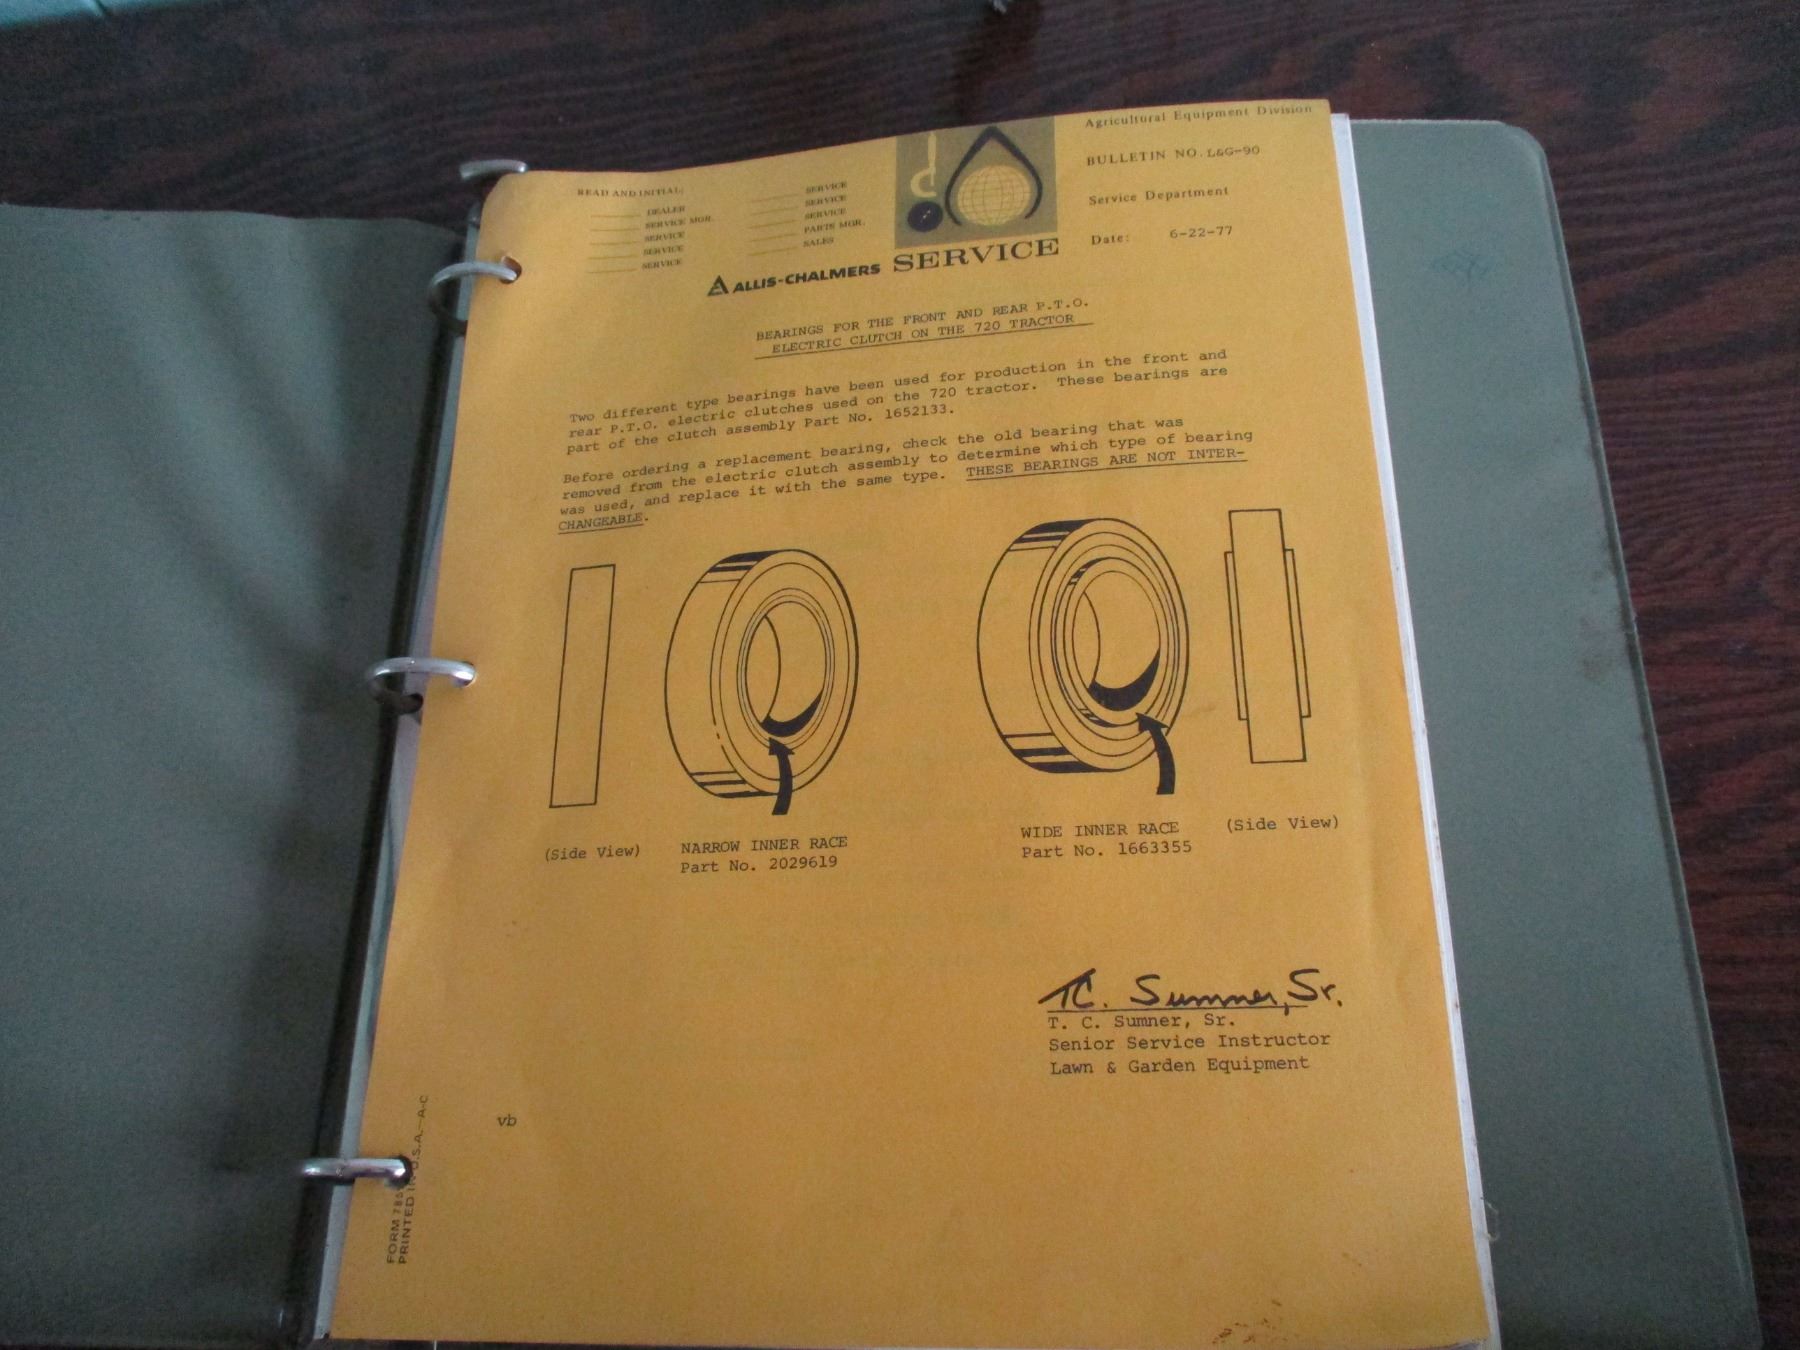 Agricultural Equipment Division
BULLETIN NO. L&G-90
Service Department
Date: 6-22-77
READ AND INITIAL:
DEALER
SERVICE MGR.
SERVICE
SERVICE
SERVICE
SERVICE
SERVICE
SERVICE
PARTS MGR.
SALES
ALLIS-CHALMERS SERVICE
BEARINGS FOR THE FRONT AND REAR P.T.O.
ELECTRIC CLUTCH ON THE 720 TRACTOR
Two different type bearings have been used for production in the front and
rear P.T.O. electric clutches used on the 720 tractor. These bearings are
part of the clutch assembly Part No. 1652133.
Before ordering a replacement bearing, check the old bearing that was
removed from the electric clutch assembly to determine which type of bearing
was used, and replace it with the same type. THESE BEARINGS ARE NOT INTER-
CHANGEABLE.
(Side View)
NARROW INNER RACE
Part No. 2029619
WIDE INNER RACE
Part No. 1663355
(Side View)
TC. Sumner, Sr.
T. C. Sumner, Sr.
Senior Service Instructor
Lawn & Garden Equipment
vb
FORM
PRINTED IN U.S.A.—A-C